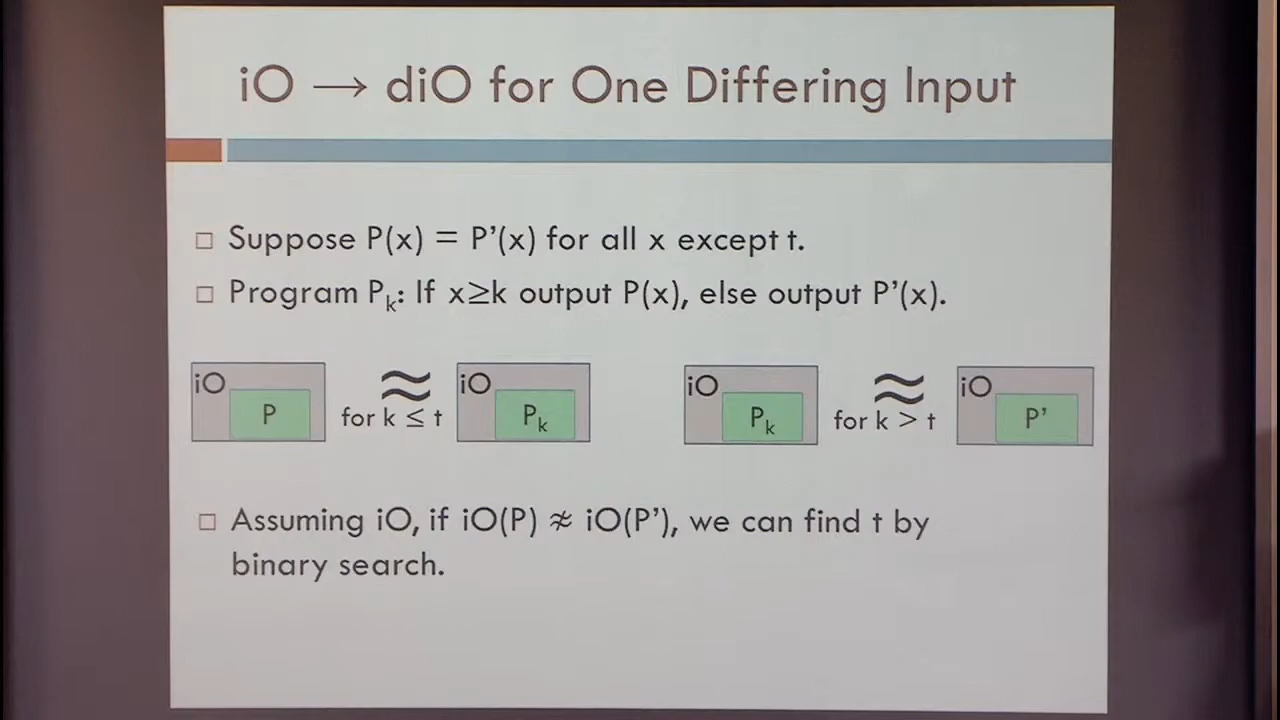 iO → diO for One Differing Input
Suppose P(x) = P’(x) for all x except t.
Program Pₖ: If x≥k output P(x), else output P’(x).
iO P ≈ for k ≤ t iO Pₖ iO Pₖ ≈ for k > t iO P’
Assuming iO, if iO(P) ≉ iO(P’), we can find t by
binary search.